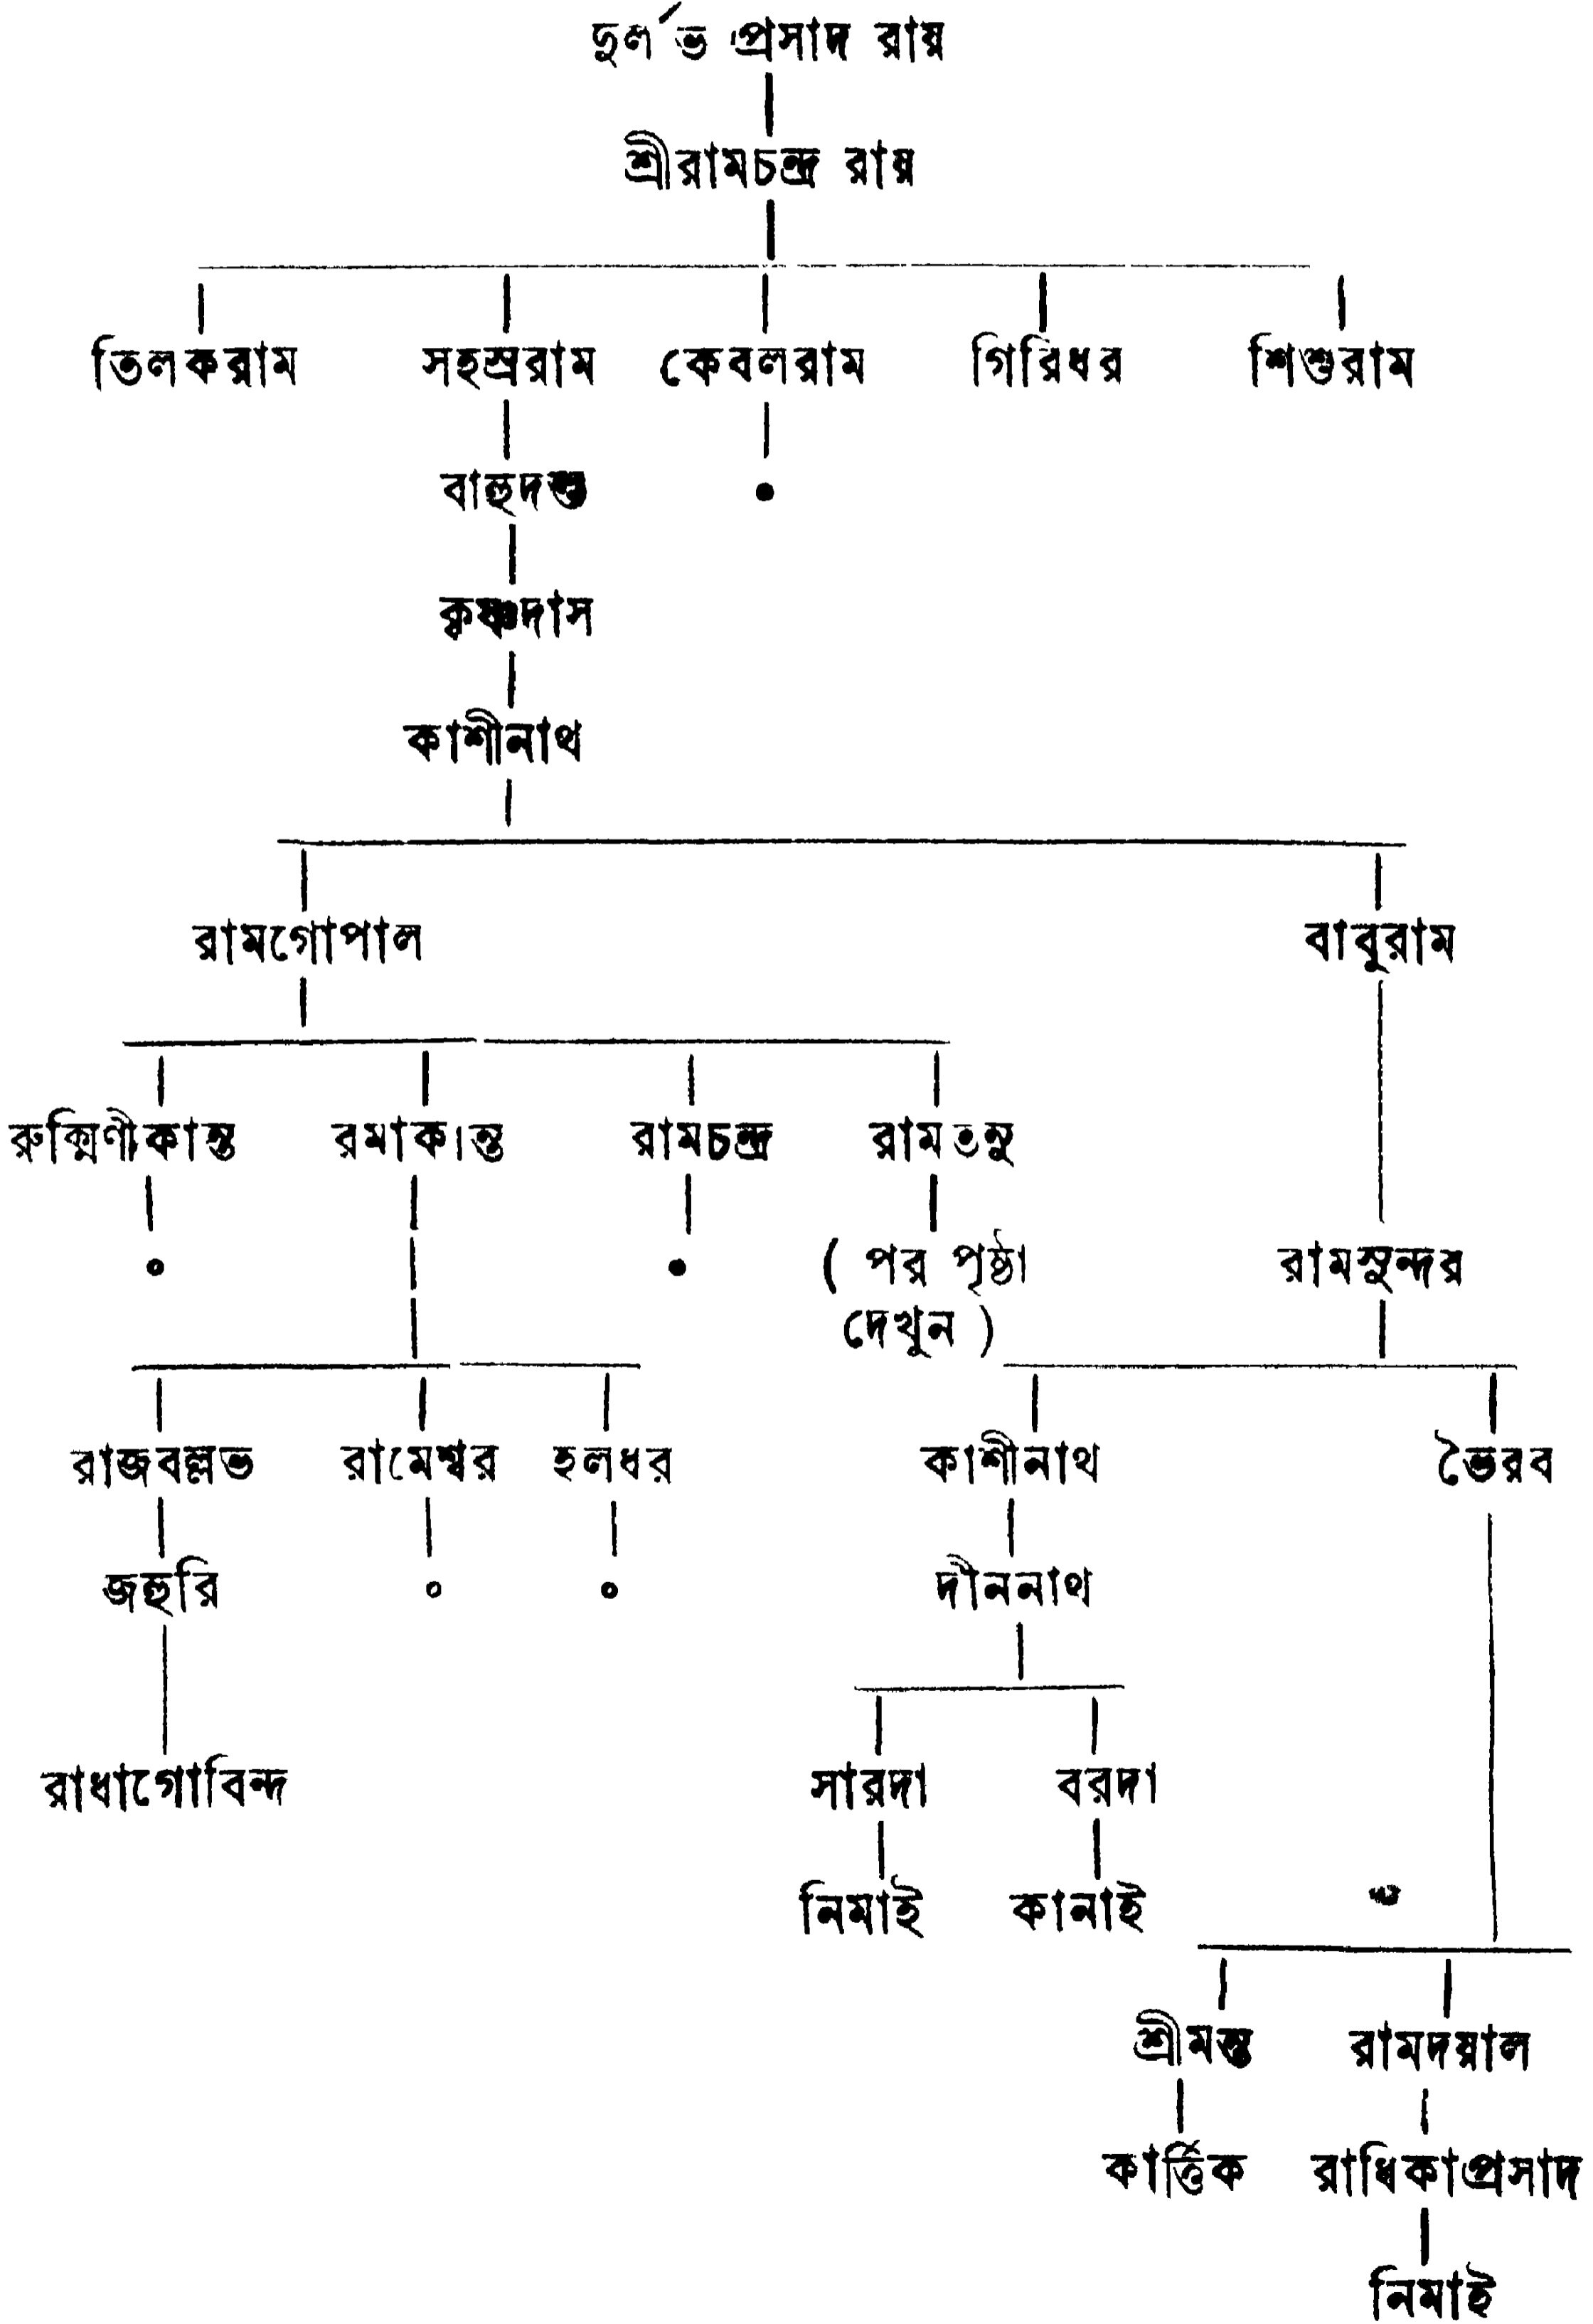 দুর্লভ প্রসাদ রায়
শ্রীরামচন্দ্র রায়
তিলকরাম সহস্ররাম কেবলরাম গিরিধর শিশুরাম
কৃষ্ণদাস
কাশীনাথ
রামগোপাল বাবুরাম
রুক্মিণীকান্ত রমাকান্ত রামচন্দ্র রামতনু
( পর পৃষ্ঠা রামসুন্দর
দেখুন )
রাজবল্লভ রামেশ্বর হলধর কাশীনাথ ভৈরব
জহুরি দীননাথ
রাধাগোবিন্দ সারদা বরদা
নিমাই কানাই
শ্রীমন্ত রামদয়াল
কার্ত্তিক রাধিকাপ্রসাদ
নিমাই